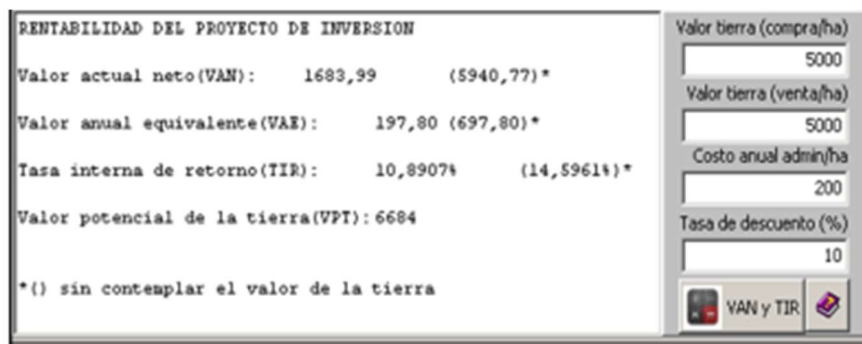 RENTABILIDAD DEL PROYECTO DE INVERSION
Valor actual neto(VAN): 1683,99 (5940,77)*
Valor anual equivalente(VAE): 197,80 (697,80)*
Tasa interna de retorno(TIR): 10,8907% (14,5961%)*
Valor potencial de la tierra(VPT): 6684
*() sin contemplar el valor de la tierra
Valor tierra (compra/ha)
5000
Valor tierra (venta/ha)
5000
Costo anual admin/ha
200
Tasa de descuento (%)
10
VAN y TIR